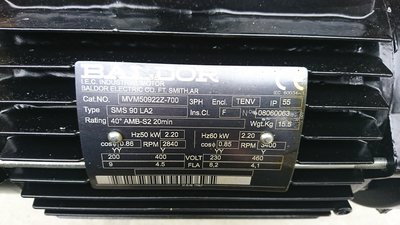 BALDOR
I.E.C. INDUSTRIAL MOTOR
BALDOR ELECTRIC CO. FT. SMITH,AR
Cat.NO. MVM50922Z-700 3PH Encl. TENV IP 55
Type SMS 90 LA2 Ins.Cl. F N° F08060063
Rating 40° AMB-S2 20min Wgt.Kg 15.5
Hz50 kW 2.20 Hz60 kW 2.20
cosφ 0.86 RPM 2840 cosφ 0.85 RPM 3400
200 400 VOLT 230 460
9 4.5 FLA 8,2 4,1